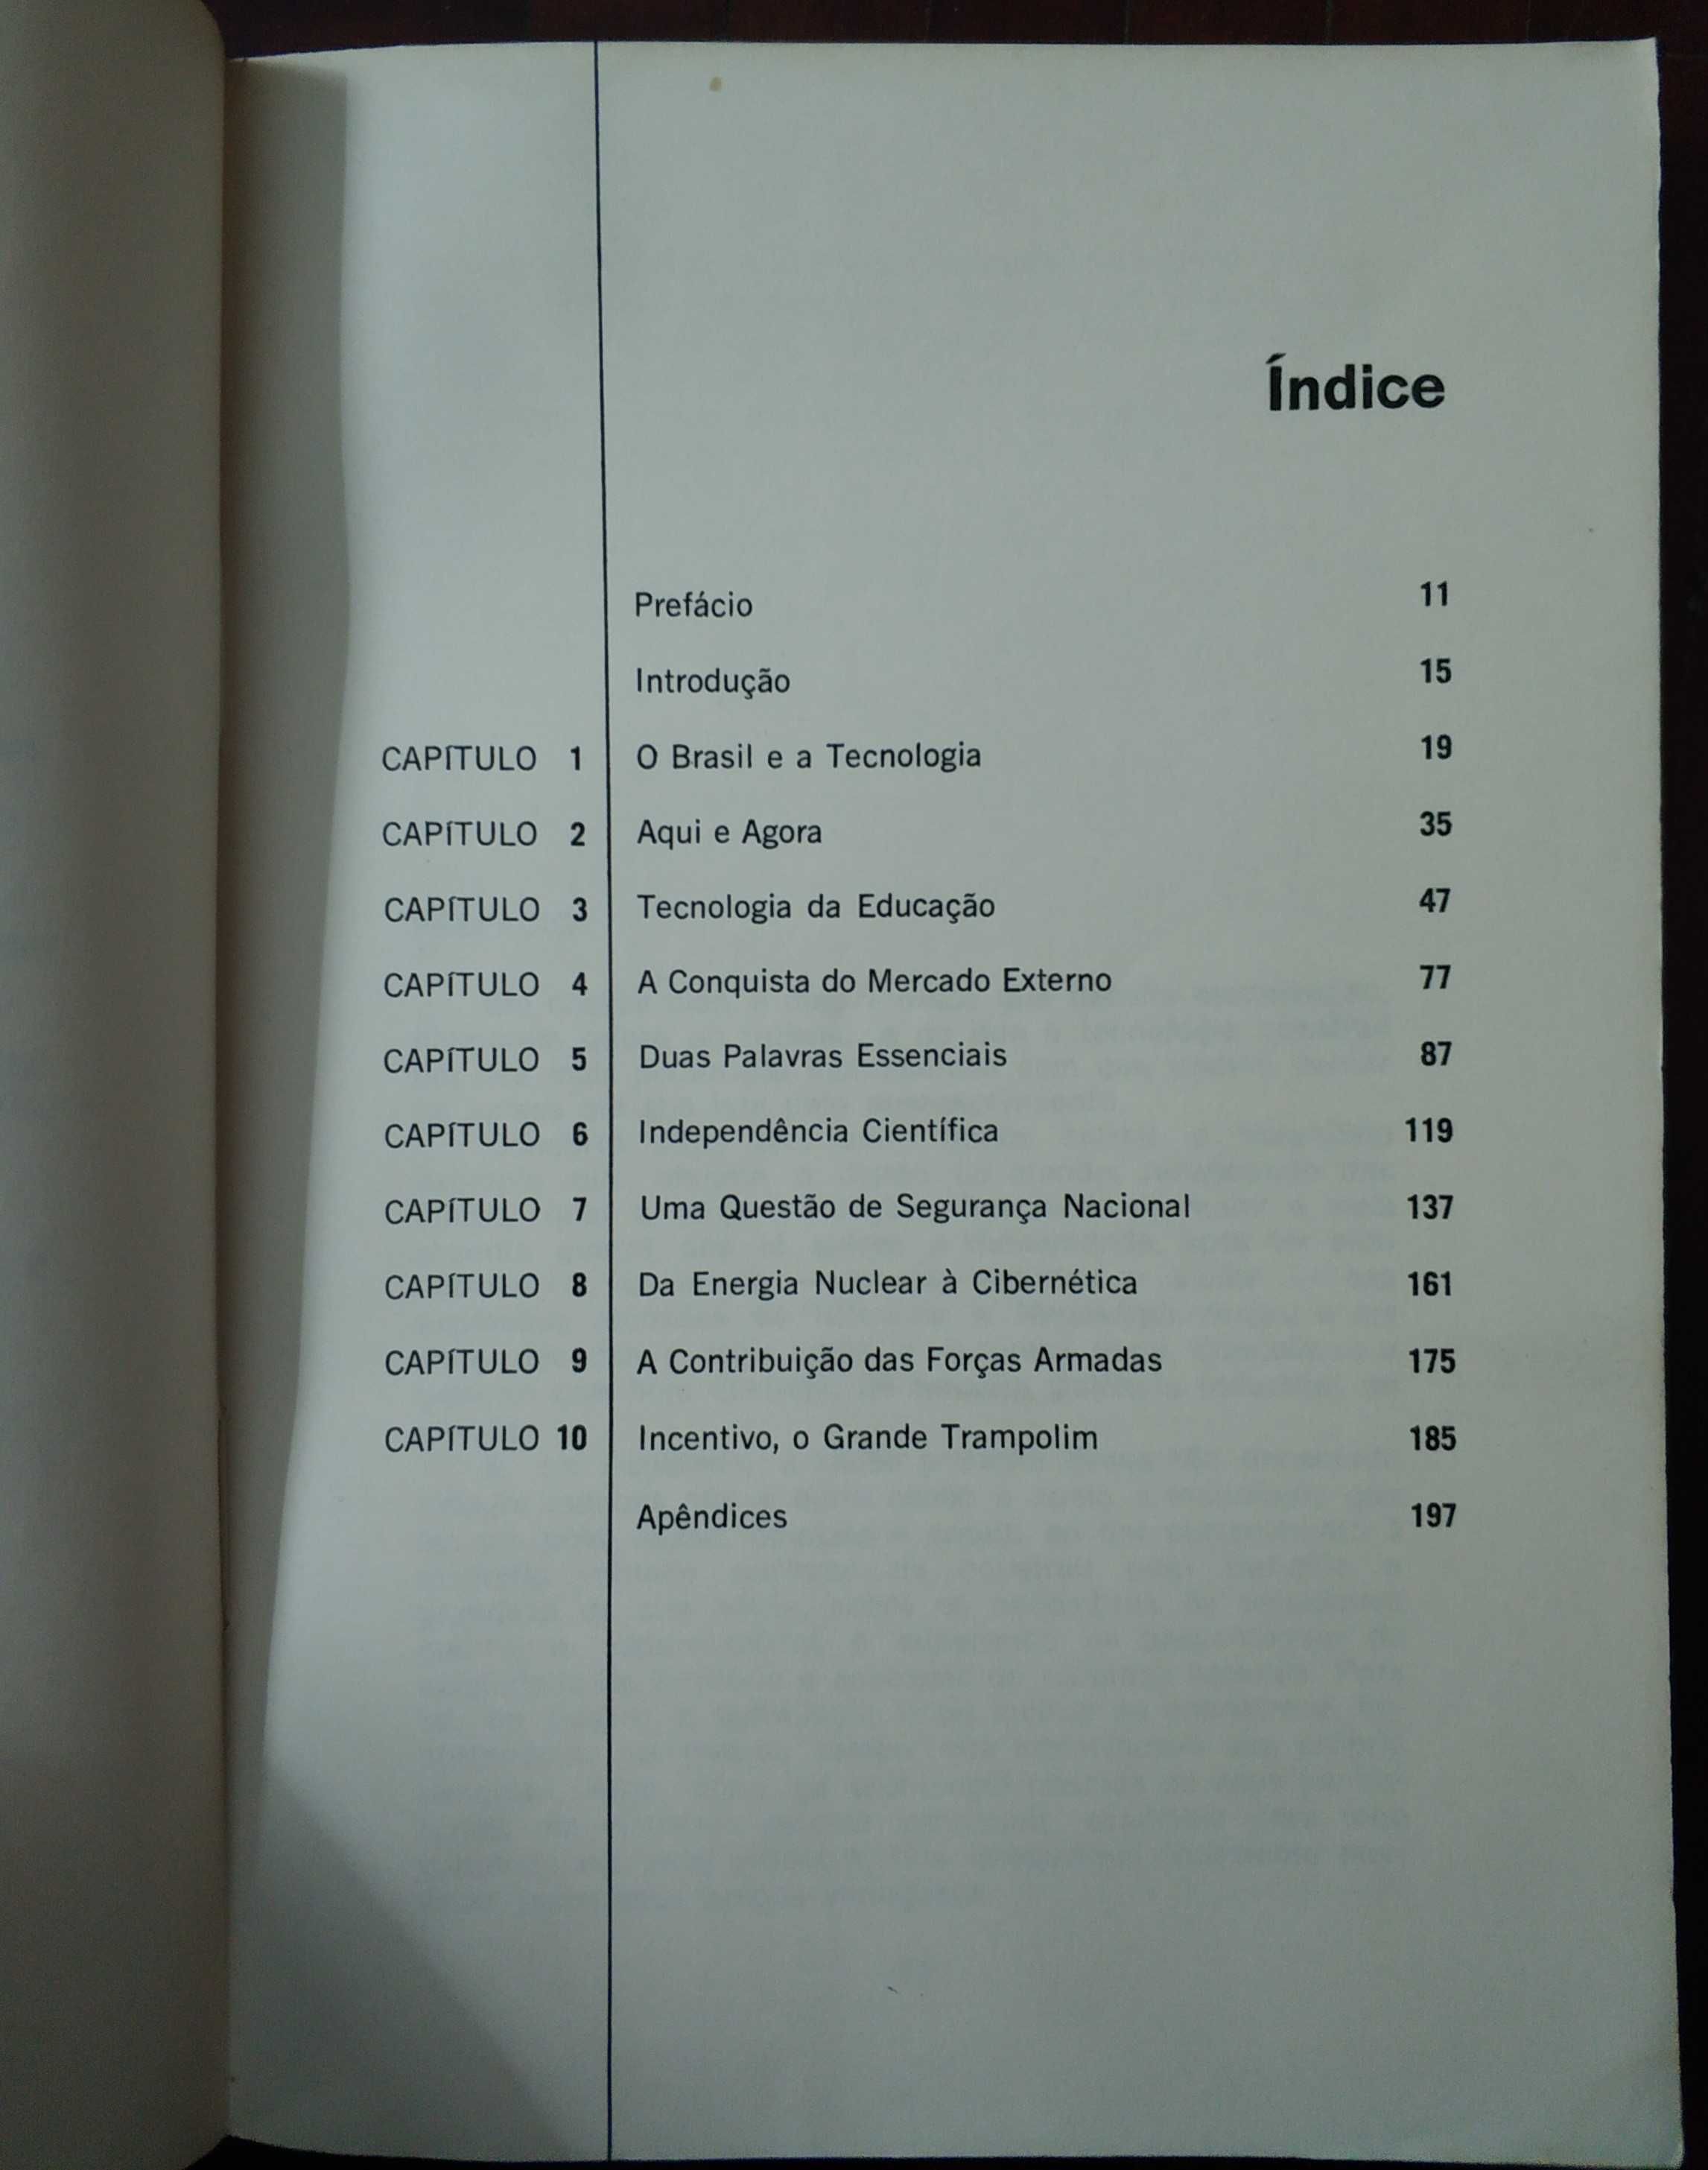 Índice
Prefácio 11
Introdução 15
CAPÍTULO 1 O Brasil e a Tecnologia 19
CAPÍTULO 2 Aqui e Agora 35
CAPÍTULO 3 Tecnologia da Educação 47
CAPÍTULO 4 A Conquista do Mercado Externo 77
CAPÍTULO 5 Duas Palavras Essenciais 87
CAPÍTULO 6 Independência Científica 119
CAPÍTULO 7 Uma Questão de Segurança Nacional 137
CAPÍTULO 8 Da Energia Nuclear à Cibernética 161
CAPÍTULO 9 A Contribuição das Forças Armadas 175
CAPÍTULO 10 Incentivo, o Grande Trampolim 185
Apêndices 197